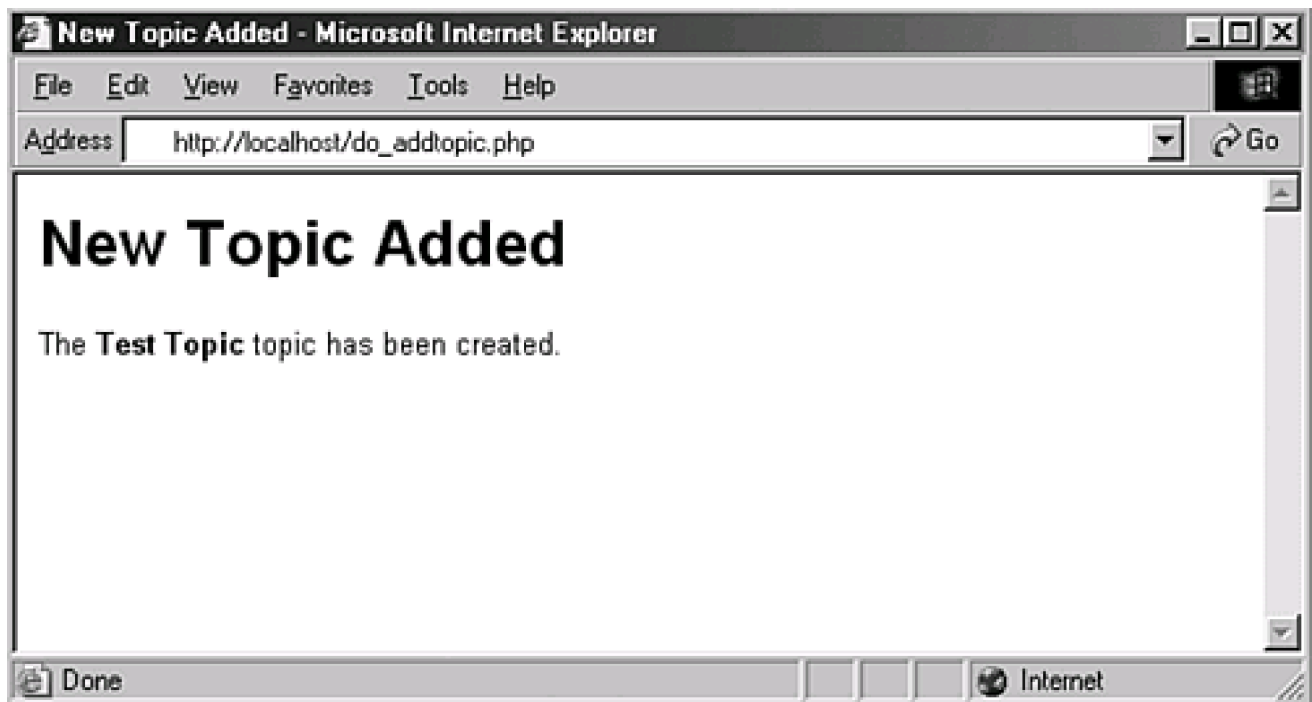 New Topic Added - Microsoft Internet Explorer
File Edit View Favorites Tools Help
Address http://localhost/do_addtopic.php Go
New Topic Added
The Test Topic topic has been created.
Done Internet